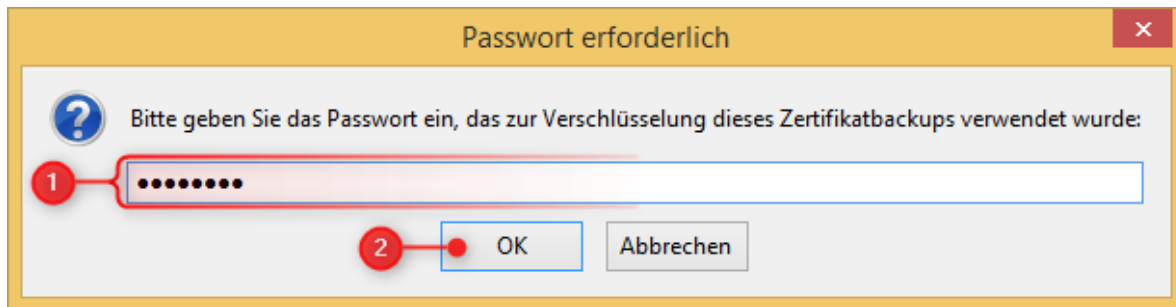 Passwort erforderlich
Bitte geben Sie das Passwort ein, das zur Verschlüsselung dieses Zertifikatbackups verwendet wurde:
1
••••••••
2
OK
Abbrechen